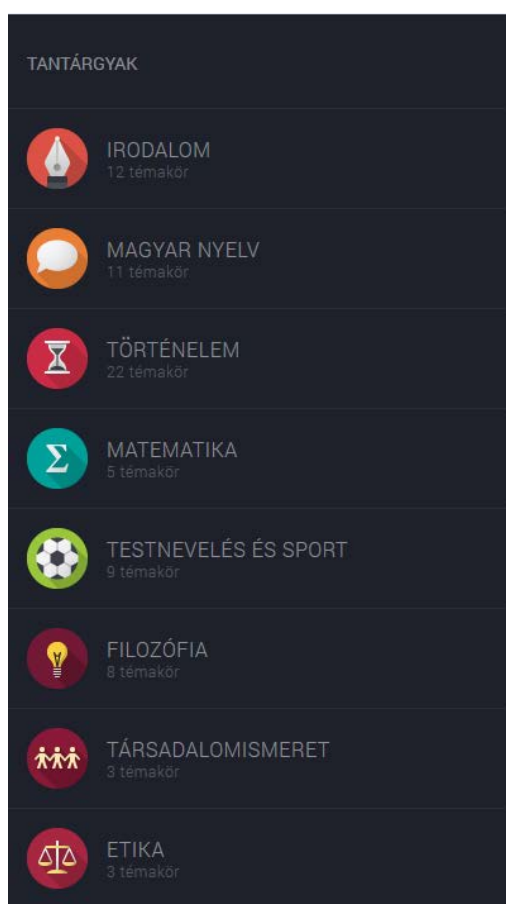 TANTÁRGYAK
IRODALOM
12 témakör
MAGYAR NYELV
11 témakör
TÖRTÉNELEM
22 témakör
MATEMATIKA
5 témakör
TESTNEVELÉS ÉS SPORT
9 témakör
FILOZÓFIA
8 témakör
TÁRSADALOMISMERET
3 témakör
ETIKA
3 témakör